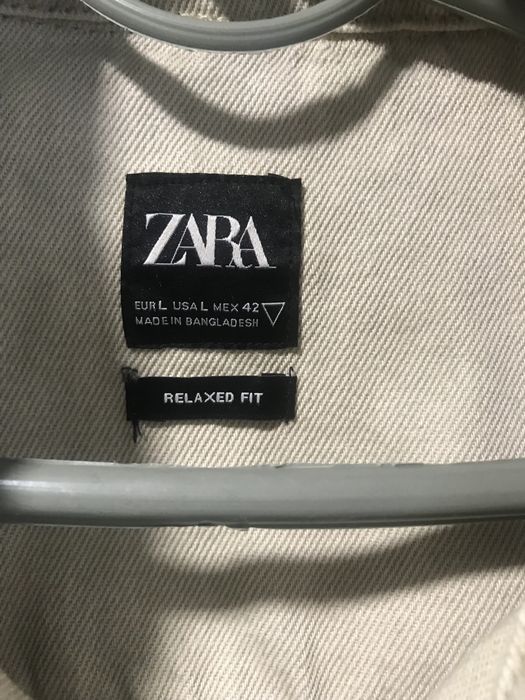 ZARA
EUR L USA L MEX 42
MADE IN BANGLADESH
RELAXED FIT